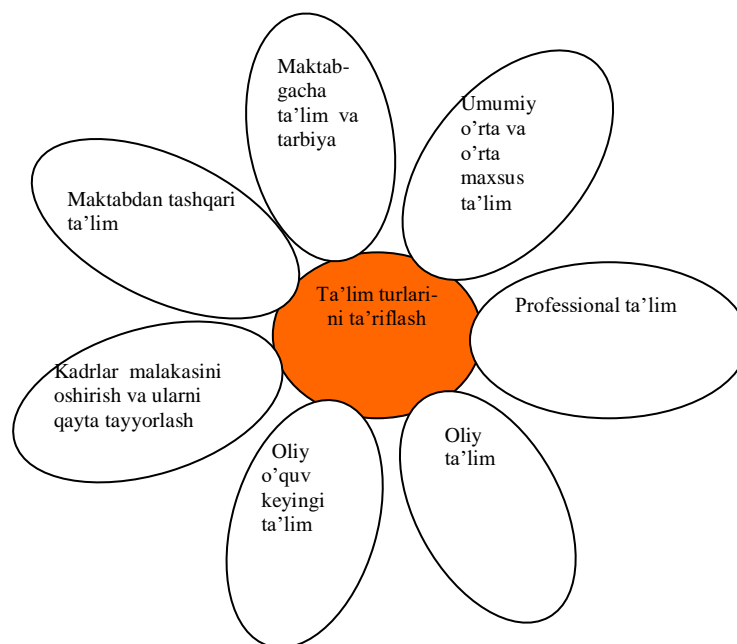 Maktab-
gacha
ta’lim va
tarbiya
Umumiy
o’rta va
o’rta
maxsus
ta’lim
Maktabdan tashqari
ta’lim
Ta’lim turlari-
ni ta’riflash
Professional ta’lim
Kadrlar malakasini
oshirish va ularni
qayta tayyorlash
Oliy
o’quv
keyingi
ta’lim
Oliy
ta’lim